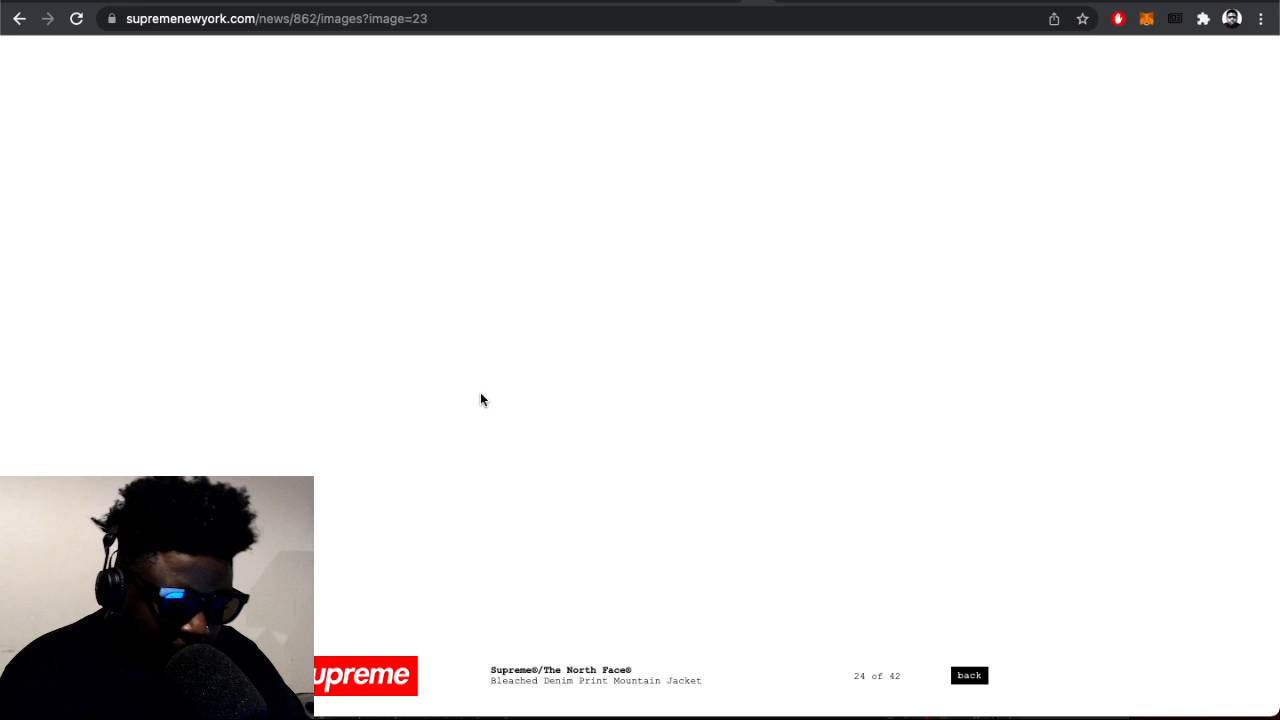 supremenewyork.com/news/862/images?image=23
upreme
Supreme®/The North Face®
Bleached Denim Print Mountain Jacket
24 of 42
back